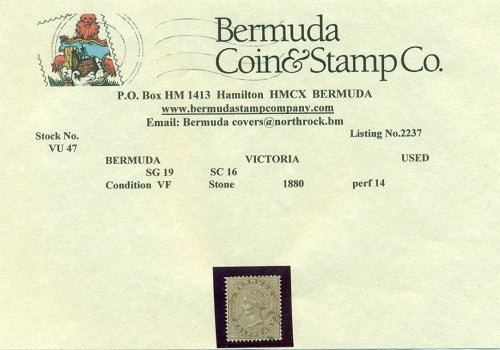 Bermuda
Coin&Stamp Co.
P.O. Box HM 1413 Hamilton HMCX BERMUDA
www.bermudastampcompany.com
Email: Bermuda covers@northrock.bm
Stock No. Listing No.2237
VU 47
BERMUDA VICTORIA USED
SG 19 SC 16
Condition VF Stone 1880 perf 14
BERMUDA